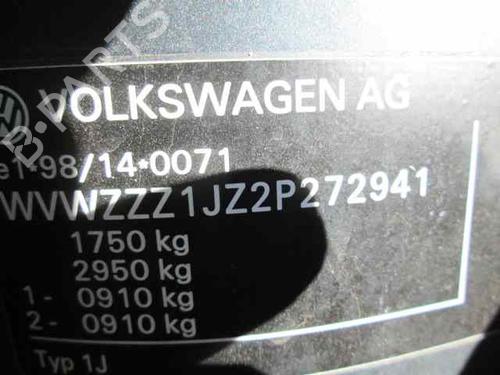 VOLKSWAGEN AG
e1*98/14*0071
WVWZZZ1JZ2P272941
1750 kg
2950 kg
1- 0910 kg
2- 0910 kg
Typ 1J
B-PARTS